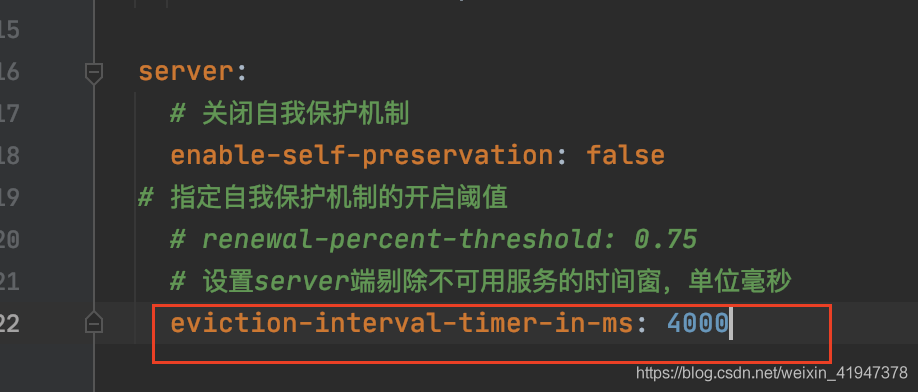 15
16 server:
17 # 关闭自我保护机制
18 enable-self-preservation: false
19 # 指定自我保护机制的开启阈值
20 # renewal-percent-threshold: 0.75
21 # 设置server端剔除不可用服务的时间窗，单位毫秒
22 eviction-interval-timer-in-ms: 4000
https://blog.csdn.net/weixin_41947378